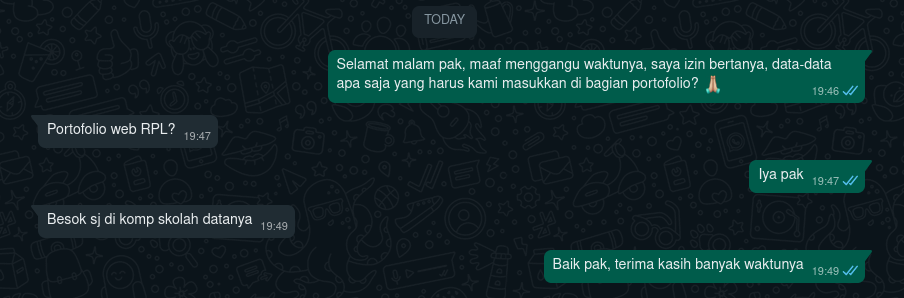 TODAY
Selamat malam pak, maaf menggangu waktunya, saya izin bertanya, data-data
apa saja yang harus kami masukkan di bagian portofolio? 🙏🏼
19:46
Portofolio web RPL?
19:47
Iya pak
19:47
Besok sj di komp skolah datanya
19:49
Baik pak, terima kasih banyak waktunya
19:49